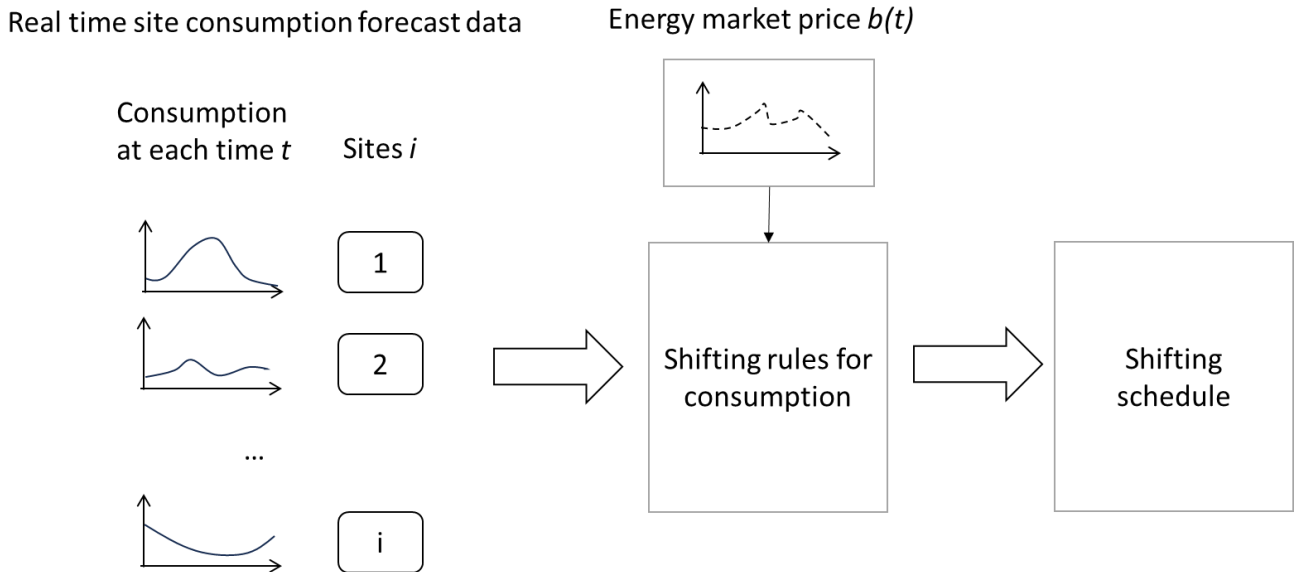 Real time site consumption forecast data
Energy market price b(t)
Consumption
at each time t
Sites i
1
2
...
i
Shifting rules for
consumption
Shifting
schedule